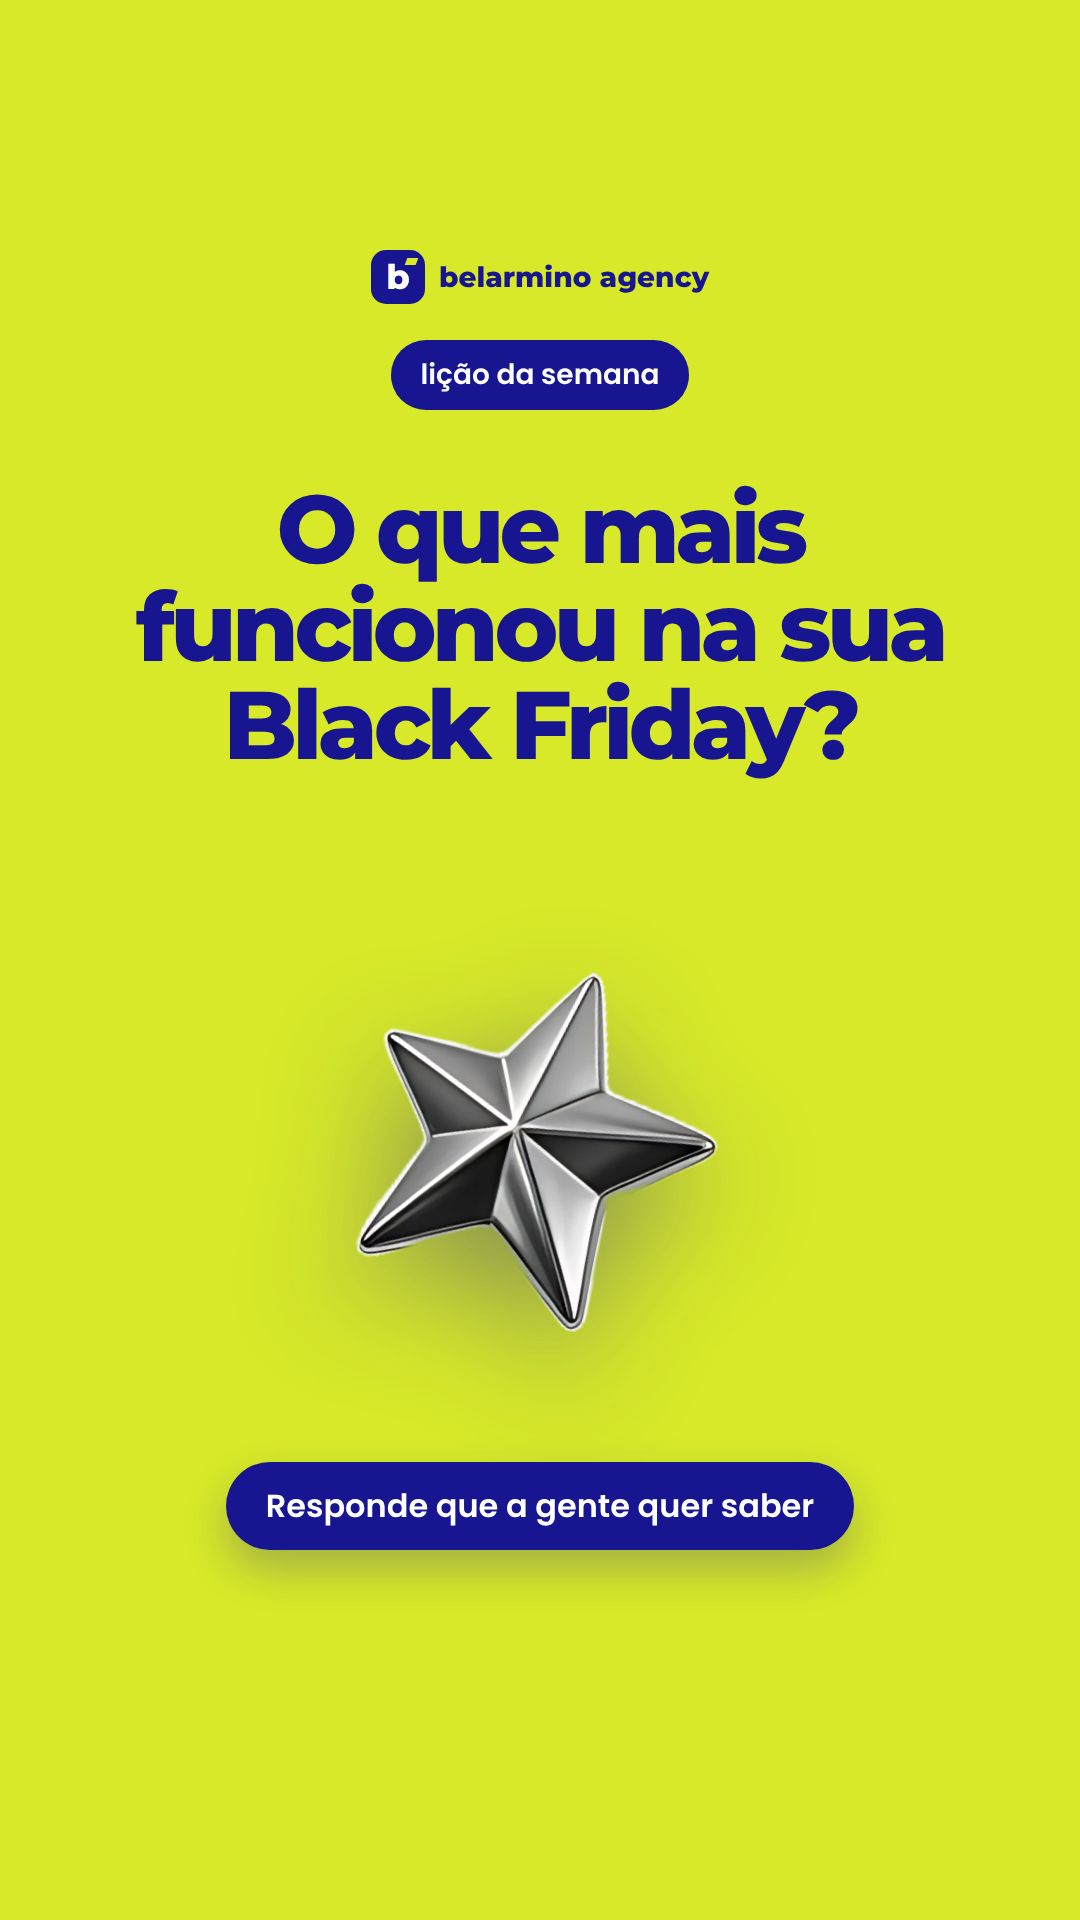 b
belarmino agency
lição da semana
O que mais
funcionou na sua
Black Friday?
Responde que a gente quer saber